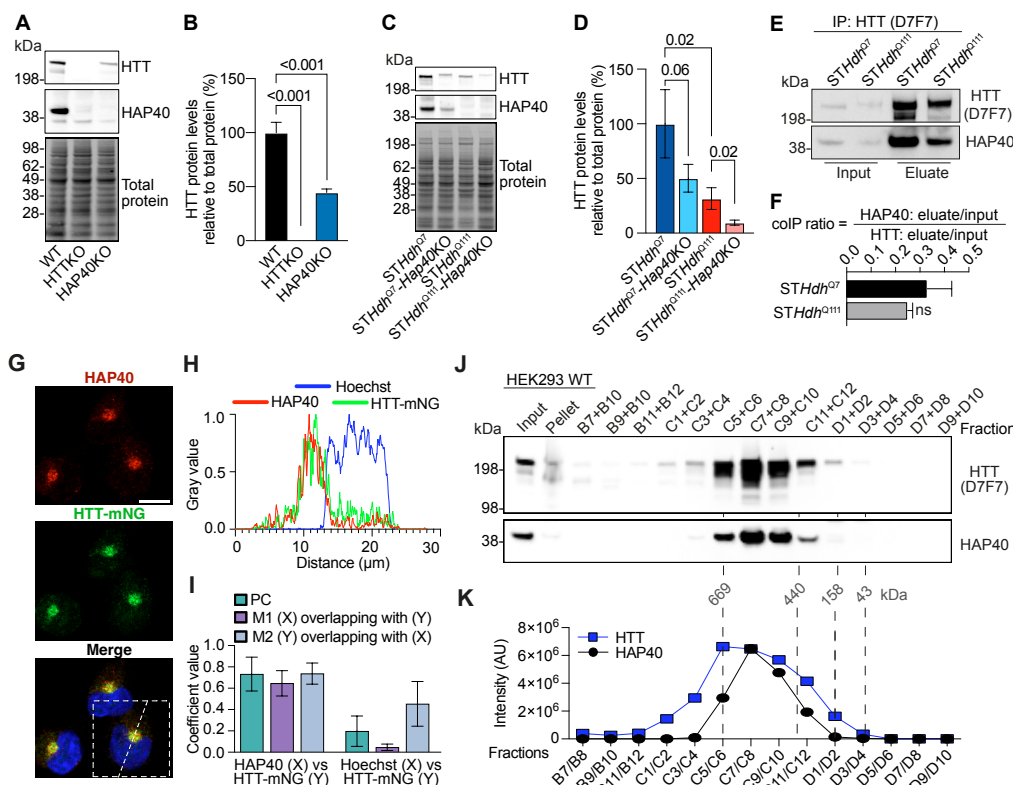 A
kDa
198
38
98
62
49
38
28
HTT
HAP40
Total
protein
WT
HTTKO
HAP40KO
B
HTT protein levels
relative to total protein (%)
150
100
50
0
<0.001
<0.001
WT
HTTKO
HAP40KO
C
kDa
198
38
98
62
49
38
28
HTT
HAP40
Total
protein
STHdhQ7
STHdhQ7-Hap40KO
STHdhQ111
STHdhQ111-Hap40KO
D
HTT protein levels
relative to total protein (%)
150
100
50
0
0.02
0.06
0.02
STHdhQ7
STHdhQ7-Hap40KO
STHdhQ111
STHdhQ111-Hap40KO
E
IP: HTT (D7F7)
STHdhQ7
STHdhQ111
STHdhQ7
STHdhQ111
kDa
198
38
HTT
(D7F7)
HAP40
Input
Eluate
F
coIP ratio =
HAP40: eluate/input
HTT: eluate/input
0.0
0.1
0.2
0.3
0.4
0.5
STHdhQ7
STHdhQ111
ns
G
HAP40
HTT-mNG
Merge
H
Hoechst
HAP40
HTT-mNG
Gray value
1.0
0.5
0.0
0
10
20
30
Distance (µm)
I
PC
M1 (X) overlapping with (Y)
M2 (Y) overlapping with (X)
Coefficient value
1.0
0.8
0.6
0.4
0.2
0
HAP40 (X) vs
HTT-mNG (Y)
Hoechst (X) vs
HTT-mNG (Y)
J
HEK293 WT
Input
Pellet
B7+B10
B9+B10
B11+B12
C1+C2
C3+C4
C5+C6
C7+C8
C9+C10
C11+C12
D1+D2
D3+D4
D5+D6
D7+D8
D9+D10
Fraction
kDa
198
98
38
HTT
(D7F7)
HAP40
669
440
158
43
kDa
K
HTT
HAP40
Intensity (AU)
8×10⁶
6×10⁶
4×10⁶
2×10⁶
0
Fractions
B7/B8
B9/B10
B11/B12
C1/C2
C3/C4
C5/C6
C7/C8
C9/C10
C11/C12
D1/D2
D3/D4
D5/D6
D7/D8
D9/D10